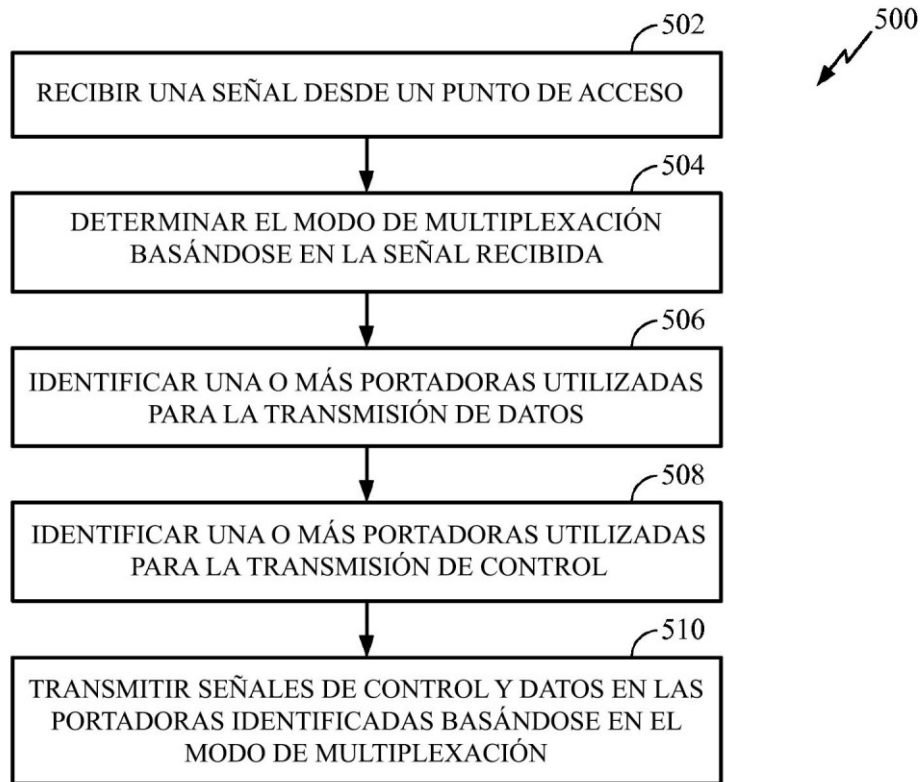 500
502
RECIBIR UNA SEÑAL DESDE UN PUNTO DE ACCESO
504
DETERMINAR EL MODO DE MULTIPLEXACIÓN
BASÁNDOSE EN LA SEÑAL RECIBIDA
506
IDENTIFICAR UNA O MÁS PORTADORAS UTILIZADAS
PARA LA TRANSMISIÓN DE DATOS
508
IDENTIFICAR UNA O MÁS PORTADORAS UTILIZADAS
PARA LA TRANSMISIÓN DE CONTROL
510
TRANSMITIR SEÑALES DE CONTROL Y DATOS EN LAS
PORTADORAS IDENTIFICADAS BASÁNDOSE EN EL
MODO DE MULTIPLEXACIÓN